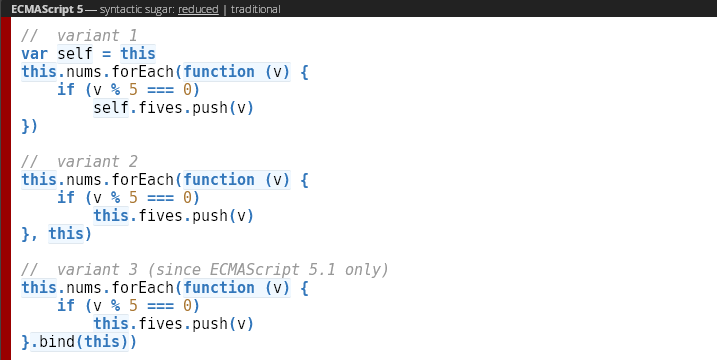 ECMAScript 5 — syntactic sugar: reduced | traditional
//  variant 1
var self = this
this.nums.forEach(function (v) {
    if (v % 5 === 0)
        self.fives.push(v)
})
//  variant 2
this.nums.forEach(function (v) {
    if (v % 5 === 0)
        this.fives.push(v)
}, this)
//  variant 3 (since ECMAScript 5.1 only)
this.nums.forEach(function (v) {
    if (v % 5 === 0)
        this.fives.push(v)
}.bind(this))